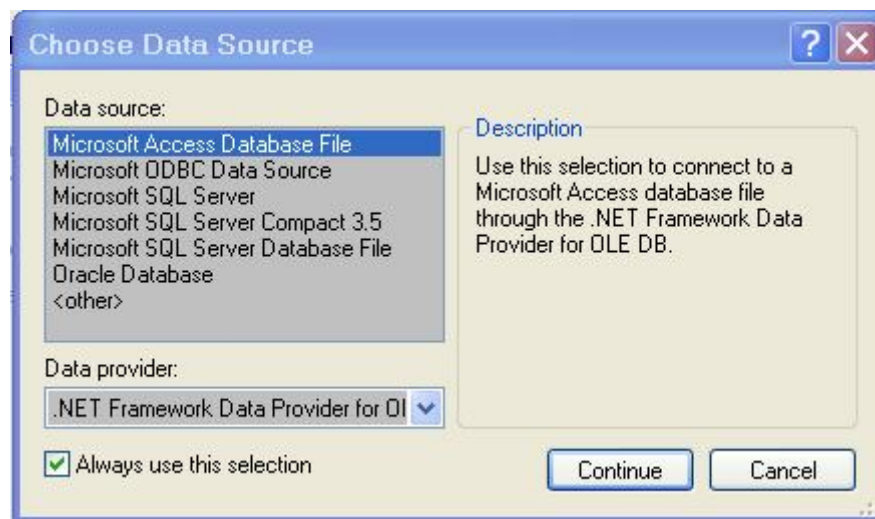 Choose Data Source
Data source:
Microsoft Access Database File
Microsoft ODBC Data Source
Microsoft SQL Server
Microsoft SQL Server Compact 3.5
Microsoft SQL Server Database File
Oracle Database
<other>
Data provider:
.NET Framework Data Provider for Ol
Always use this selection
Description
Use this selection to connect to a
Microsoft Access database file
through the .NET Framework Data
Provider for OLE DB.
Continue
Cancel